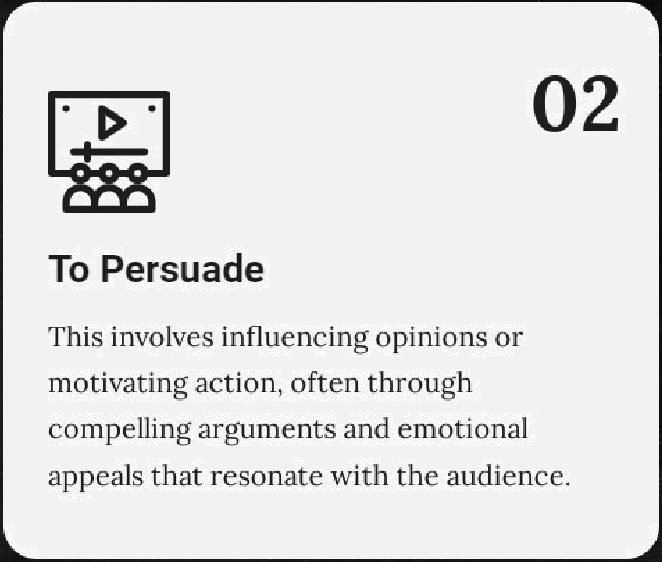 02
To Persuade
This involves influencing opinions or
motivating action, often through
compelling arguments and emotional
appeals that resonate with the audience.